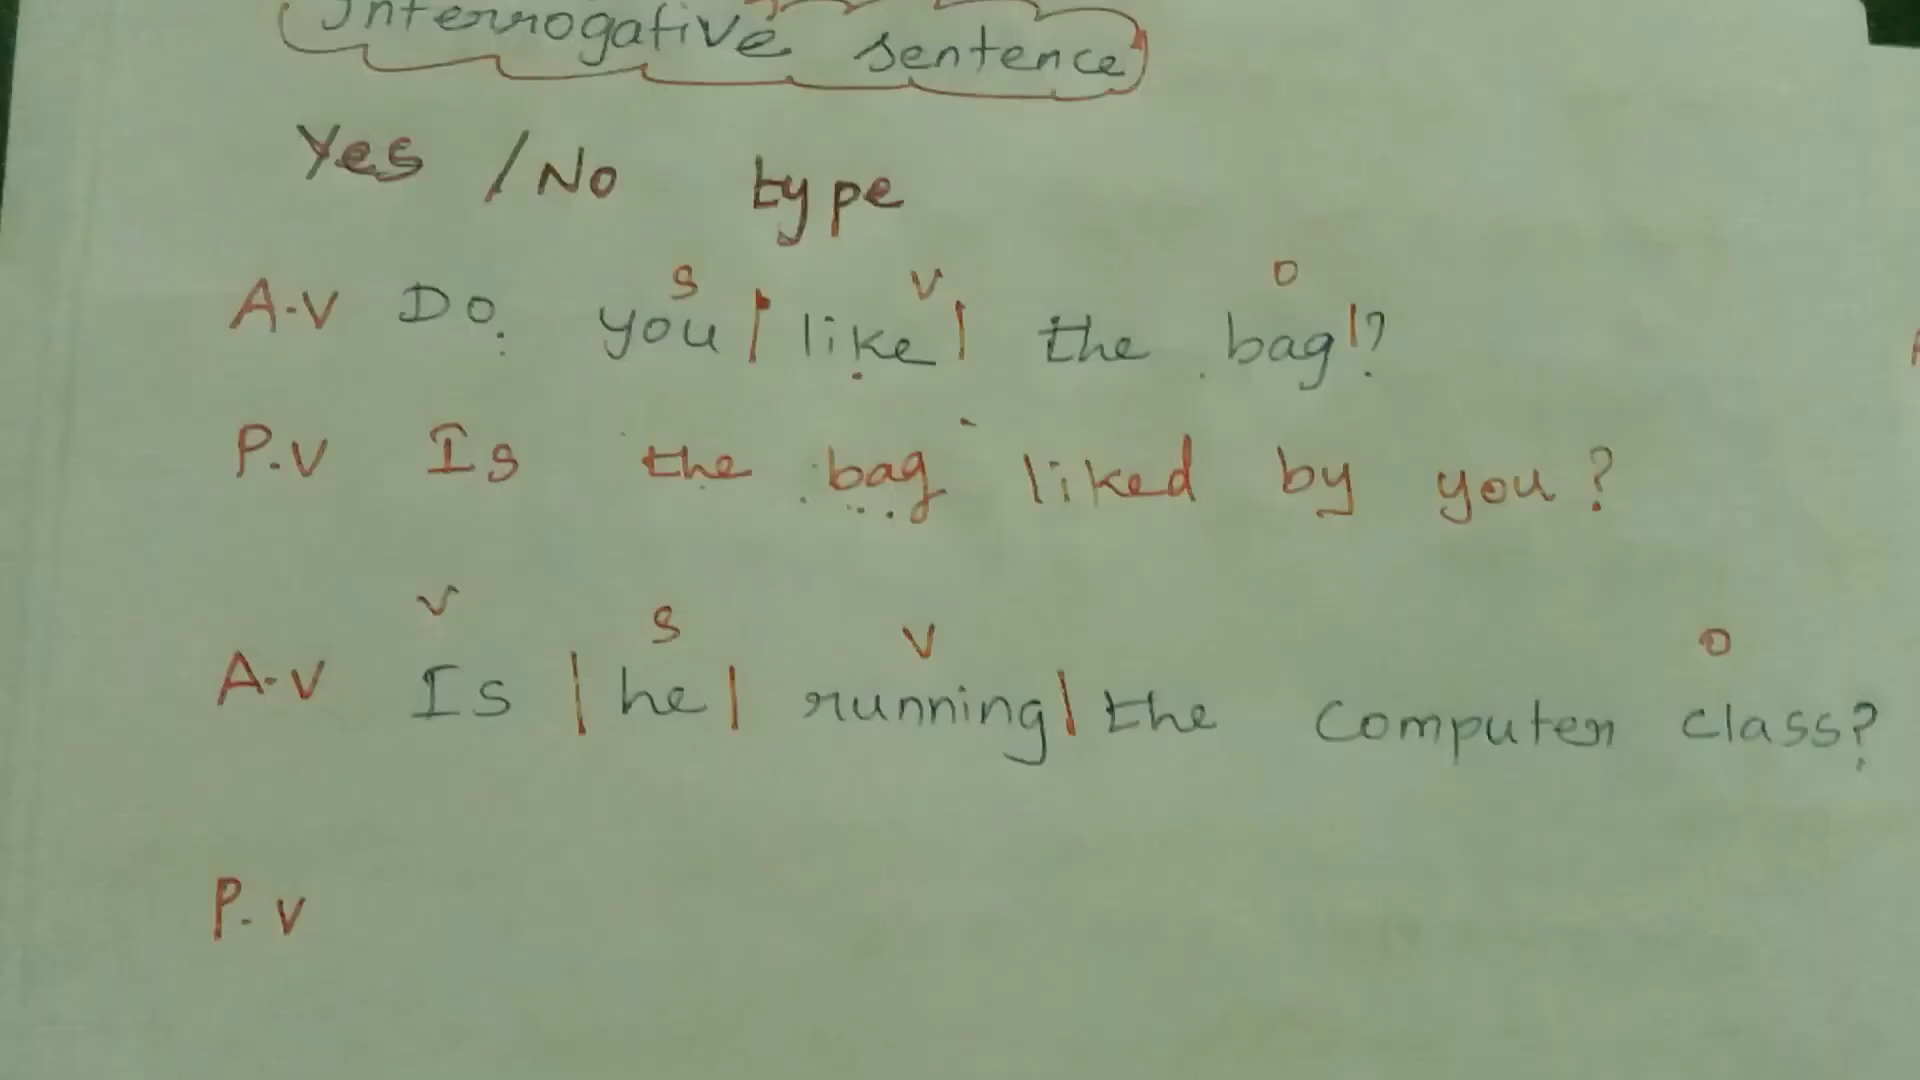 Interrogative sentence
Yes / No type
S V O
A.V Do you | like | the bag | ?
P.V Is the bag liked by you ?
V S V O
A-V Is | he | running | the computer class ?
P.V